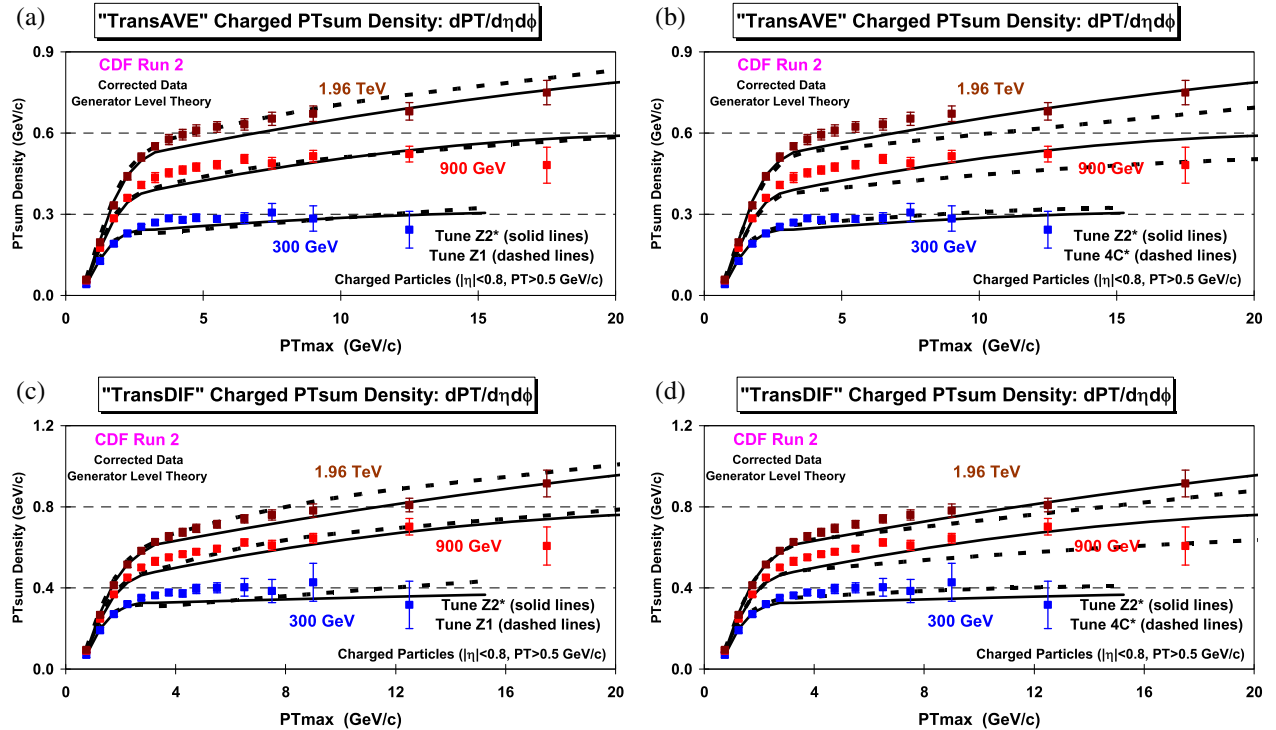 (a)
"TransAVE" Charged PTsum Density: dPT/dηdϕ
0.9
0.6
0.3
0.0
PTsum Density (GeV/c)
CDF Run 2
Corrected Data
Generator Level Theory
1.96 TeV
900 GeV
300 GeV
Tune Z2* (solid lines)
Tune Z1 (dashed lines)
Charged Particles (|η|<0.8, PT>0.5 GeV/c)
0 5 10 15 20
PTmax (GeV/c)
(b)
"TransAVE" Charged PTsum Density: dPT/dηdϕ
0.9
0.6
0.3
0.0
PTsum Density (GeV/c)
CDF Run 2
Corrected Data
Generator Level Theory
1.96 TeV
900 GeV
300 GeV
Tune Z2* (solid lines)
Tune 4C* (dashed lines)
Charged Particles (|η|<0.8, PT>0.5 GeV/c)
0 5 10 15 20
PTmax (GeV/c)
(c)
"TransDIF" Charged PTsum Density: dPT/dηdϕ
1.2
0.8
0.4
0.0
PTsum Density (GeV/c)
CDF Run 2
Corrected Data
Generator Level Theory
1.96 TeV
900 GeV
300 GeV
Tune Z2* (solid lines)
Tune Z1 (dashed lines)
Charged Particles (|η|<0.8, PT>0.5 GeV/c)
0 4 8 12 16 20
PTmax (GeV/c)
(d)
"TransDIF" Charged PTsum Density: dPT/dηdϕ
1.2
0.8
0.4
0.0
PTsum Density (GeV/c)
CDF Run 2
Corrected Data
Generator Level Theory
1.96 TeV
900 GeV
300 GeV
Tune Z2* (solid lines)
Tune 4C* (dashed lines)
Charged Particles (|η|<0.8, PT>0.5 GeV/c)
0 4 8 12 16 20
PTmax (GeV/c)